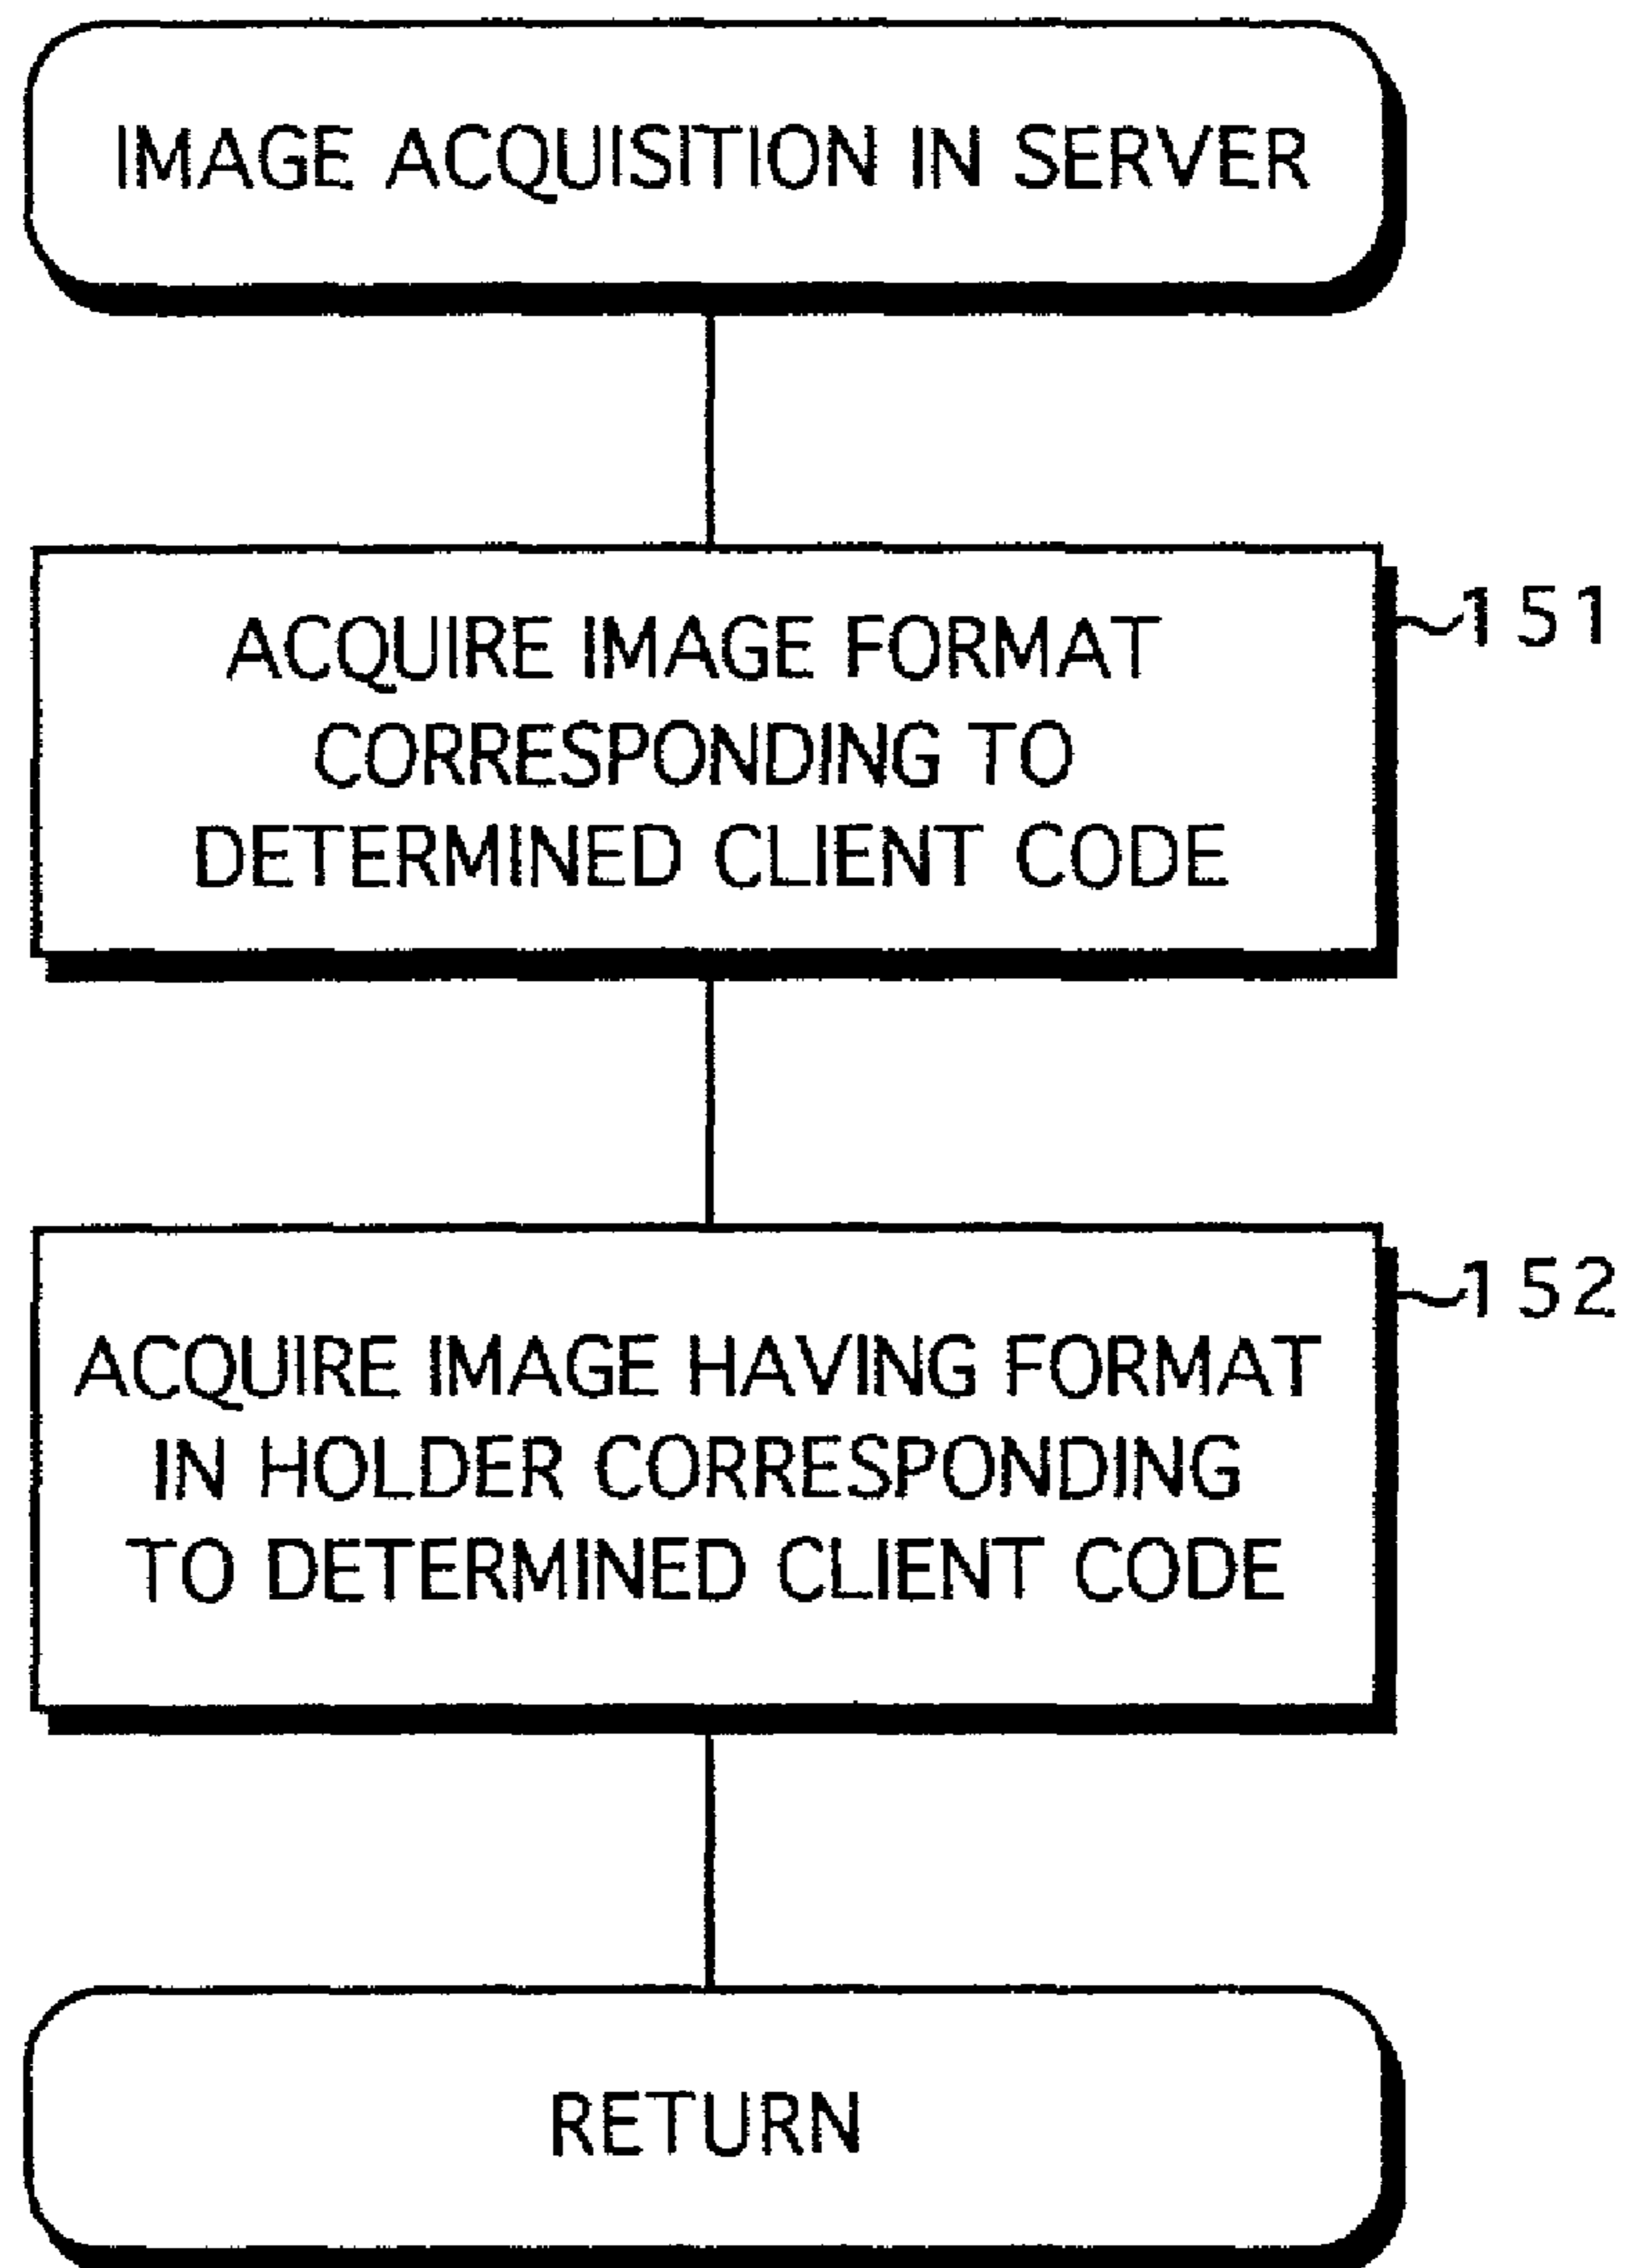 IMAGE ACQUISITION IN SERVER
ACQUIRE IMAGE FORMAT
CORRESPONDING TO
DETERMINED CLIENT CODE
151
ACQUIRE IMAGE HAVING FORMAT
IN HOLDER CORRESPONDING
TO DETERMINED CLIENT CODE
152
RETURN